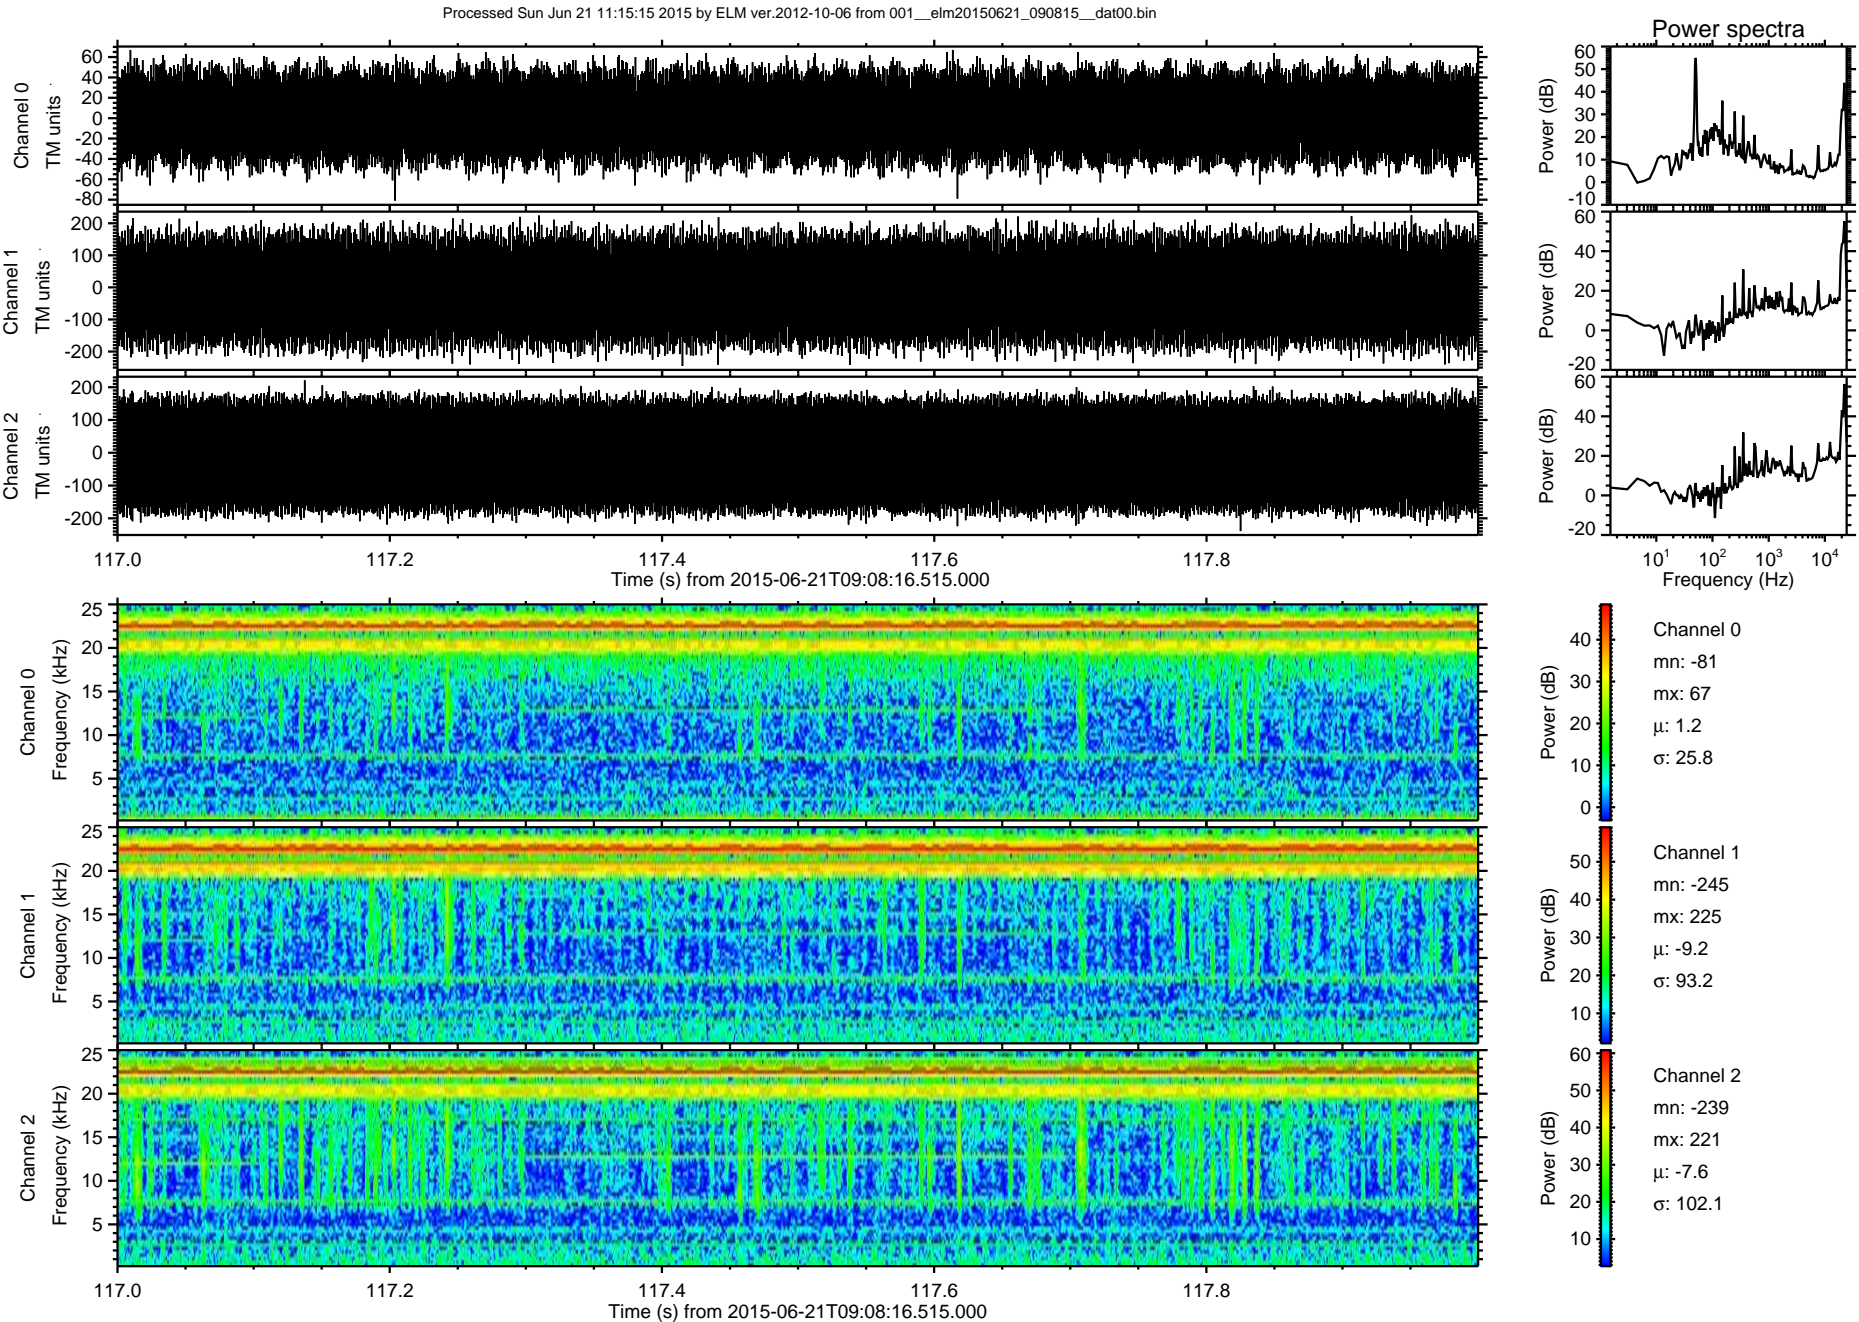 Processed Sun Jun 21 11:15:15 2015 by ELM ver.2012-10-06 from 001__elm20150621_090815__dat00.bin
Power spectra
Channel 0
TM units
60
40
20
0
-20
-40
-60
-80
Power (dB)
60
50
40
30
20
10
0
-10
Channel 1
TM units
200
100
0
-100
-200
Power (dB)
60
40
20
0
-20
Channel 2
TM units
200
100
0
-100
-200
Power (dB)
60
40
20
0
-20
117.0 117.2 117.4 117.6 117.8
Time (s) from 2015-06-21T09:08:16.515.000
10¹ 10² 10³ 10⁴
Frequency (Hz)
Channel 0
Frequency (kHz)
25
20
15
10
5
Power (dB)
40
30
20
10
0
Channel 0
mn: -81
mx: 67
μ: 1.2
σ: 25.8
Channel 1
Frequency (kHz)
25
20
15
10
5
Power (dB)
50
40
30
20
10
Channel 1
mn: -245
mx: 225
μ: -9.2
σ: 93.2
Channel 2
Frequency (kHz)
25
20
15
10
5
Power (dB)
60
50
40
30
20
10
Channel 2
mn: -239
mx: 221
μ: -7.6
σ: 102.1
117.0 117.2 117.4 117.6 117.8
Time (s) from 2015-06-21T09:08:16.515.000